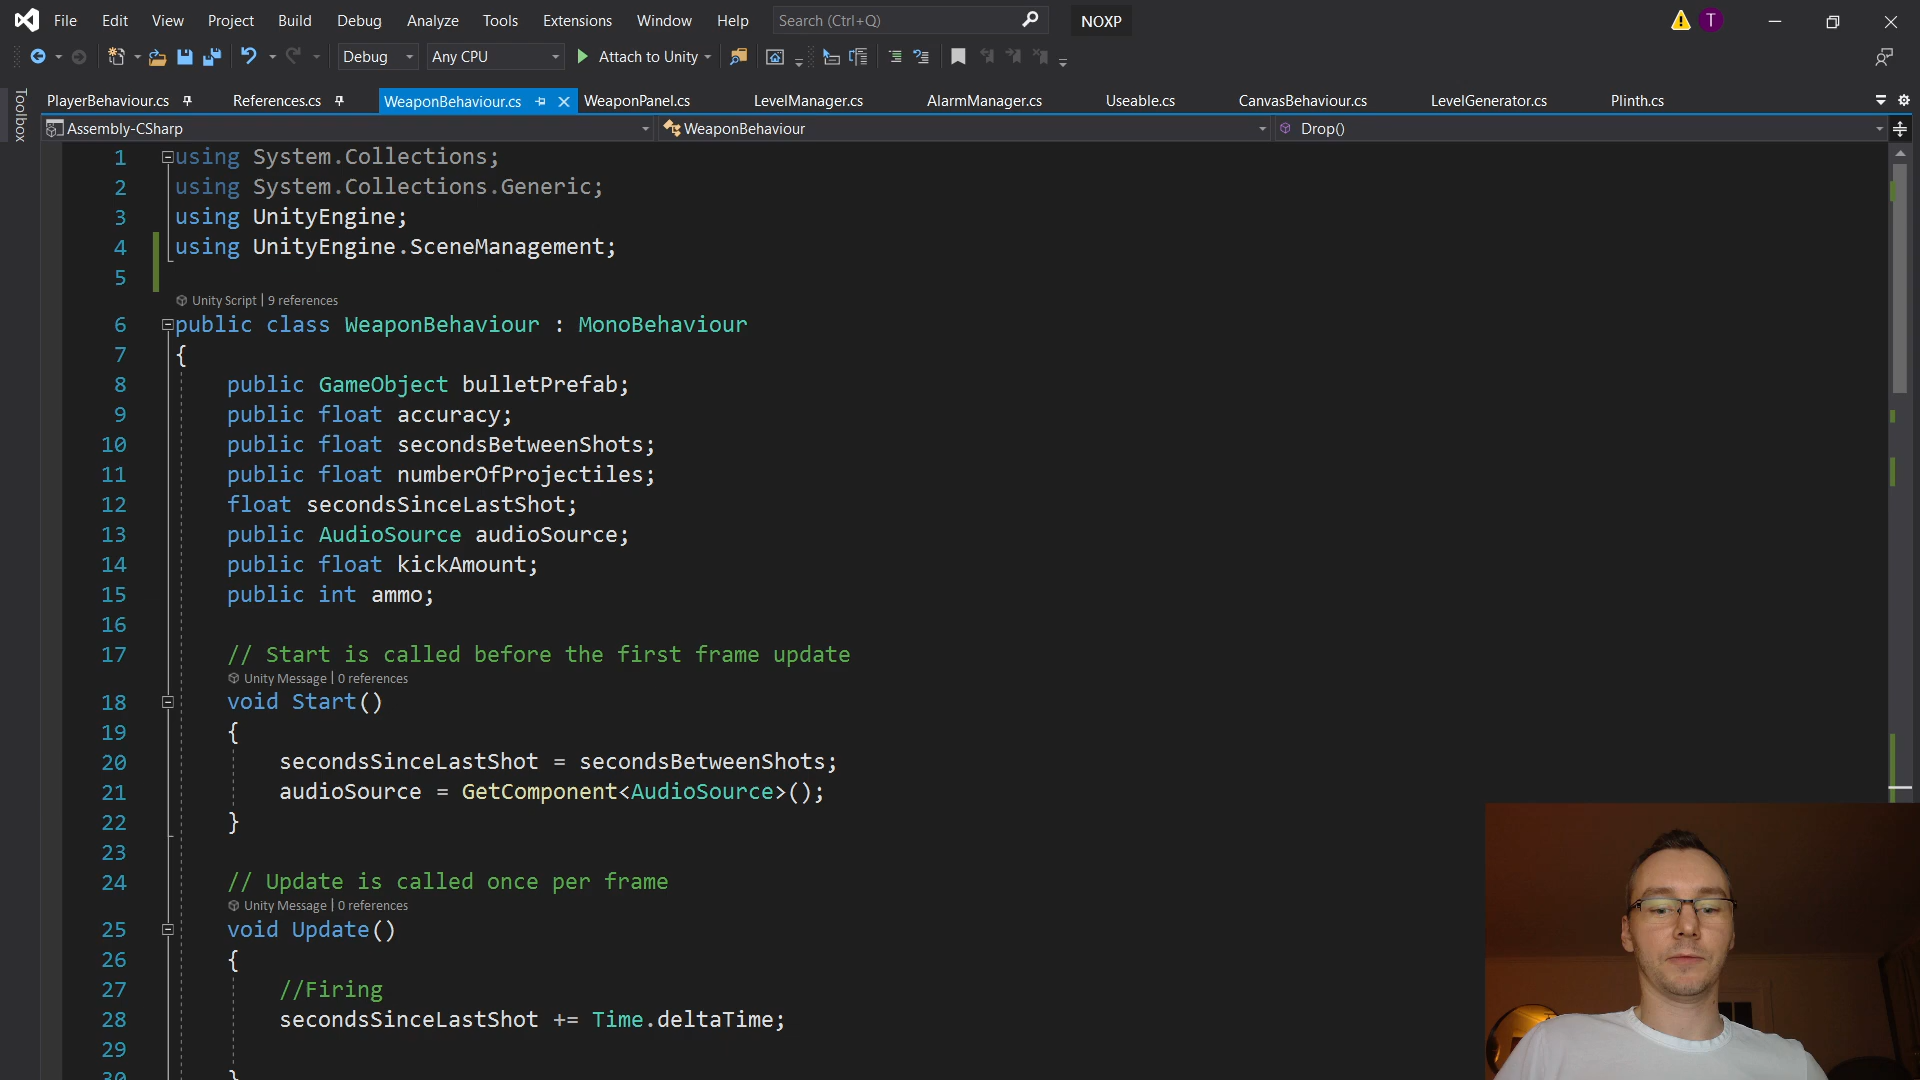 File Edit View Project Build Debug Analyze Tools Extensions Window Help Search (Ctrl+Q) NOXP T
Debug Any CPU Attach to Unity
Toolbox
PlayerBehaviour.cs References.cs WeaponBehaviour.cs WeaponPanel.cs LevelManager.cs AlarmManager.cs Useable.cs CanvasBehaviour.cs LevelGenerator.cs Plinth.cs
Assembly-CSharp WeaponBehaviour Drop()
1 using System.Collections;
2 using System.Collections.Generic;
3 using UnityEngine;
4 using UnityEngine.SceneManagement;
5
Unity Script | 9 references
6 public class WeaponBehaviour : MonoBehaviour
7 {
8 public GameObject bulletPrefab;
9 public float accuracy;
10 public float secondsBetweenShots;
11 public float numberOfProjectiles;
12 float secondsSinceLastShot;
13 public AudioSource audioSource;
14 public float kickAmount;
15 public int ammo;
16
17 // Start is called before the first frame update
Unity Message | 0 references
18 void Start()
19 {
20 secondsSinceLastShot = secondsBetweenShots;
21 audioSource = GetComponent<AudioSource>();
22 }
23
24 // Update is called once per frame
Unity Message | 0 references
25 void Update()
26 {
27 //Firing
28 secondsSinceLastShot += Time.deltaTime;
29
30 }